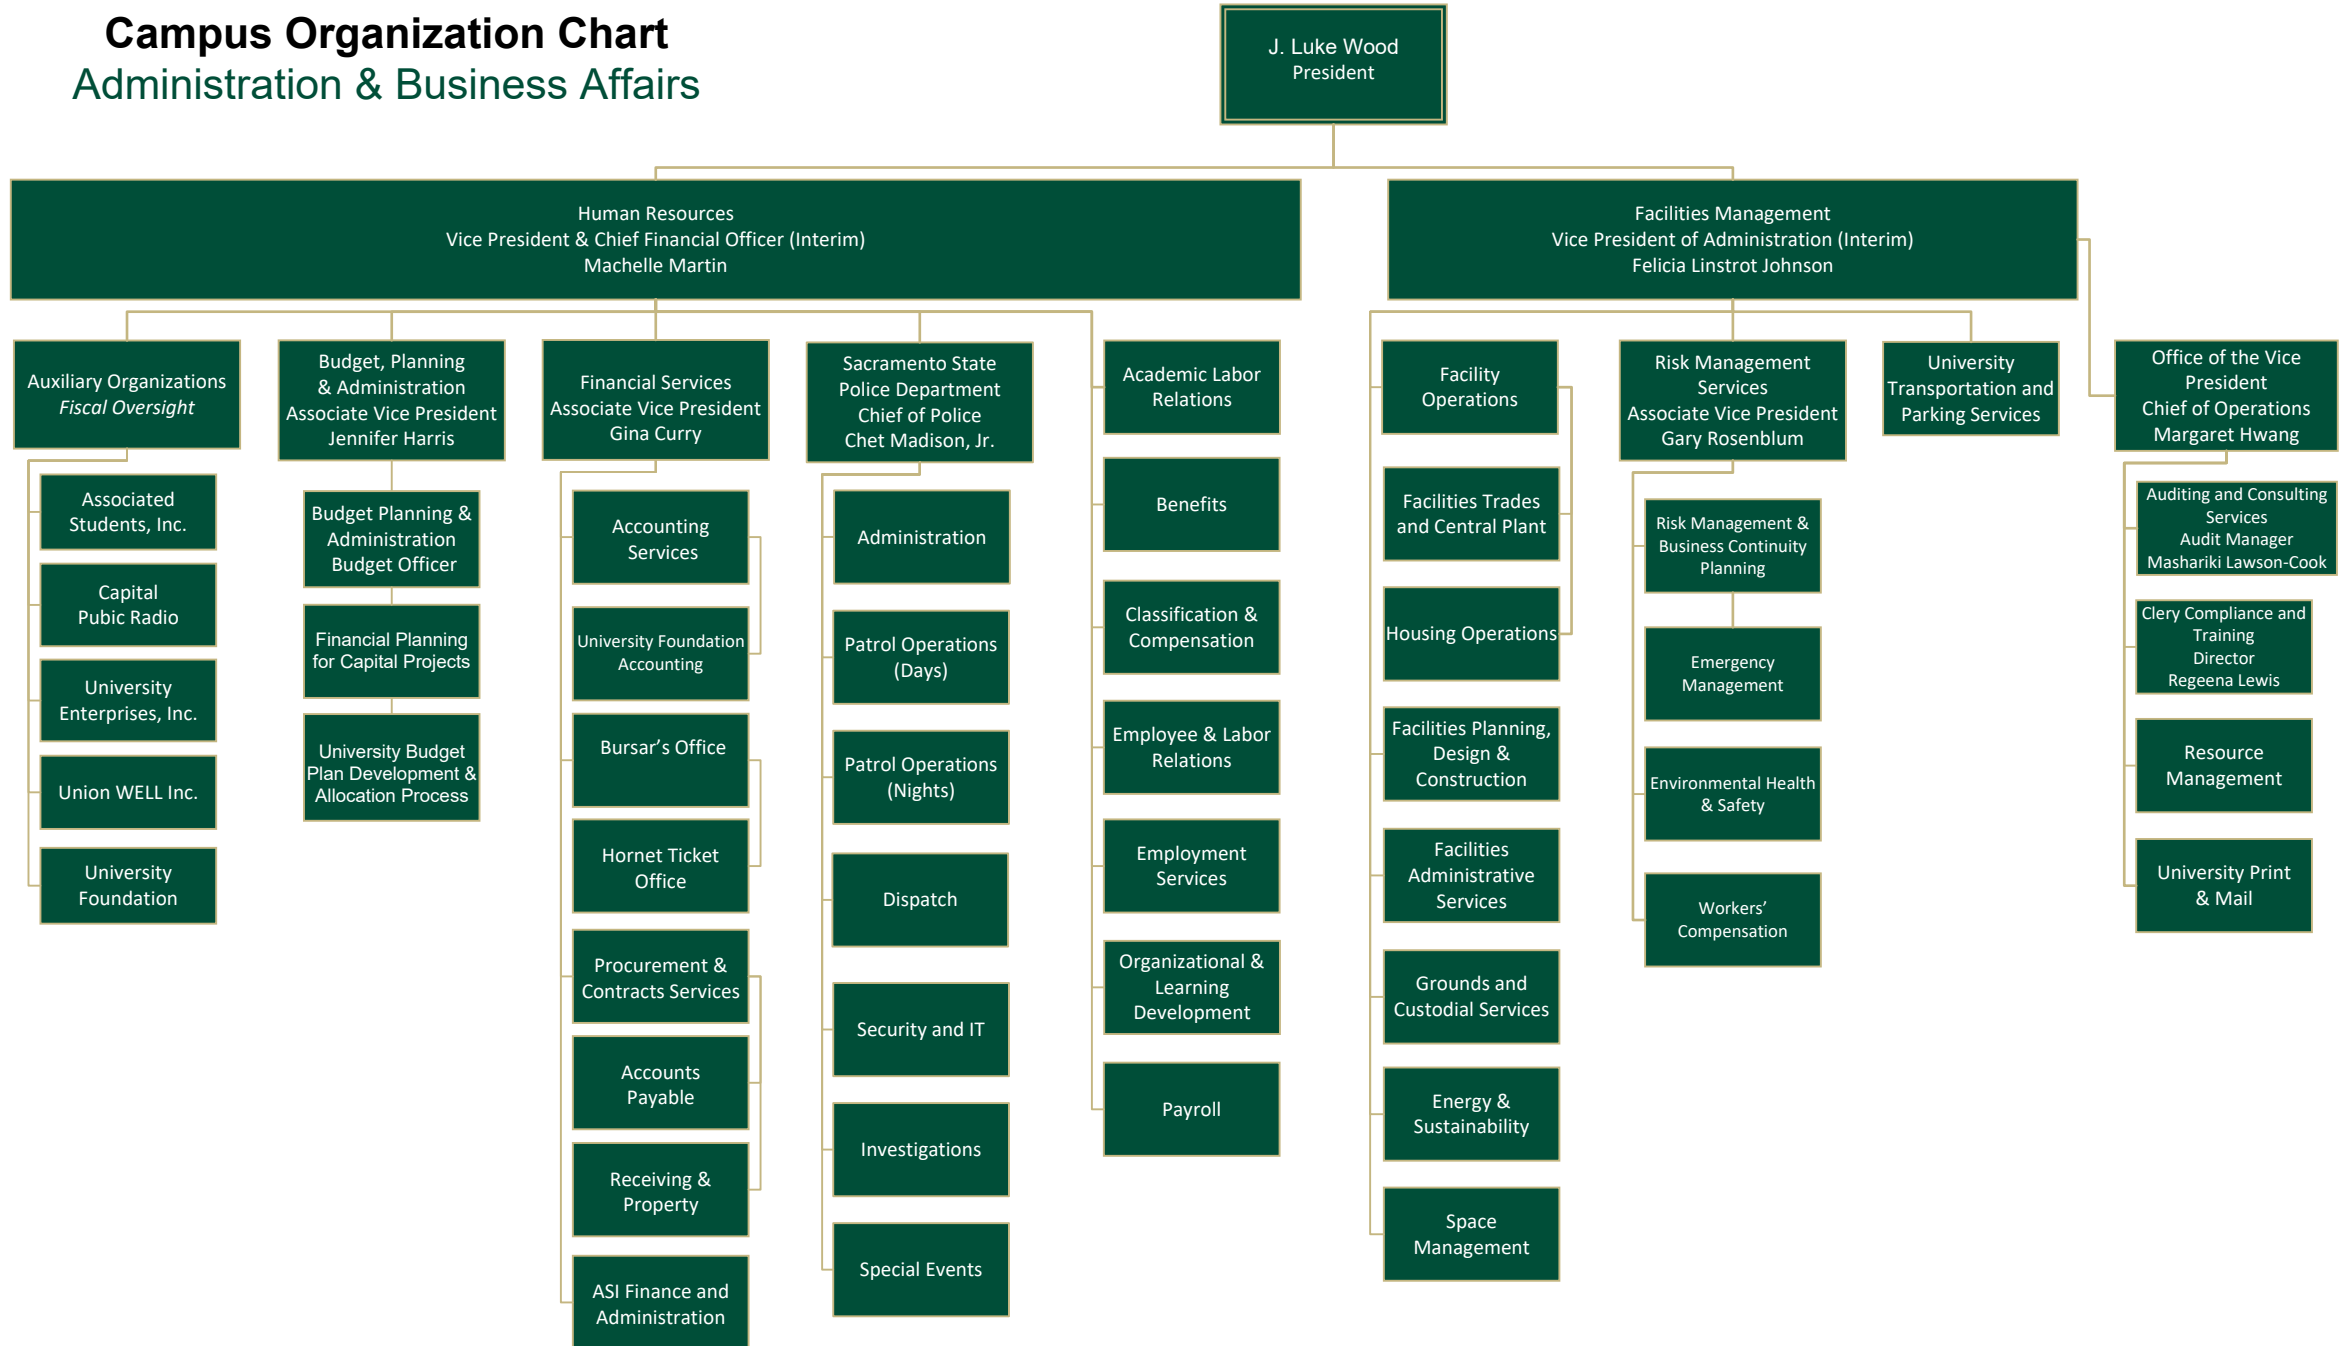 Campus Organization Chart
Administration & Business Affairs
J. Luke Wood
President
Human Resources
Vice President & Chief Financial Officer (Interim)
Machelle Martin
Facilities Management
Vice President of Administration (Interim)
Felicia Linstrot Johnson
Auxiliary Organizations
Fiscal Oversight
Associated
Students, Inc.
Capital
Pubic Radio
University
Enterprises, Inc.
Union WELL Inc.
University
Foundation
Budget, Planning
& Administration
Associate Vice President
Jennifer Harris
Budget Planning &
Administration
Budget Officer
Financial Planning
for Capital Projects
University Budget
Plan Development &
Allocation Process
Financial Services
Associate Vice President
Gina Curry
Accounting
Services
University Foundation
Accounting
Bursar’s Office
Hornet Ticket
Office
Procurement &
Contracts Services
Accounts
Payable
Receiving &
Property
ASI Finance and
Administration
Sacramento State
Police Department
Chief of Police
Chet Madison, Jr.
Administration
Patrol Operations
(Days)
Patrol Operations
(Nights)
Dispatch
Security and IT
Investigations
Special Events
Academic Labor
Relations
Benefits
Classification &
Compensation
Employee & Labor
Relations
Employment
Services
Organizational &
Learning
Development
Payroll
Facility
Operations
Facilities Trades
and Central Plant
Housing Operations
Facilities Planning,
Design &
Construction
Facilities
Administrative
Services
Grounds and
Custodial Services
Energy &
Sustainability
Space
Management
Risk Management
Services
Associate Vice President
Gary Rosenblum
Risk Management &
Business Continuity
Planning
Emergency
Management
Environmental Health
& Safety
Workers’
Compensation
University
Transportation and
Parking Services
Office of the Vice
President
Chief of Operations
Margaret Hwang
Auditing and Consulting
Services
Audit Manager
Mashariki Lawson-Cook
Clery Compliance and
Training
Director
Regeena Lewis
Resource
Management
University Print
& Mail